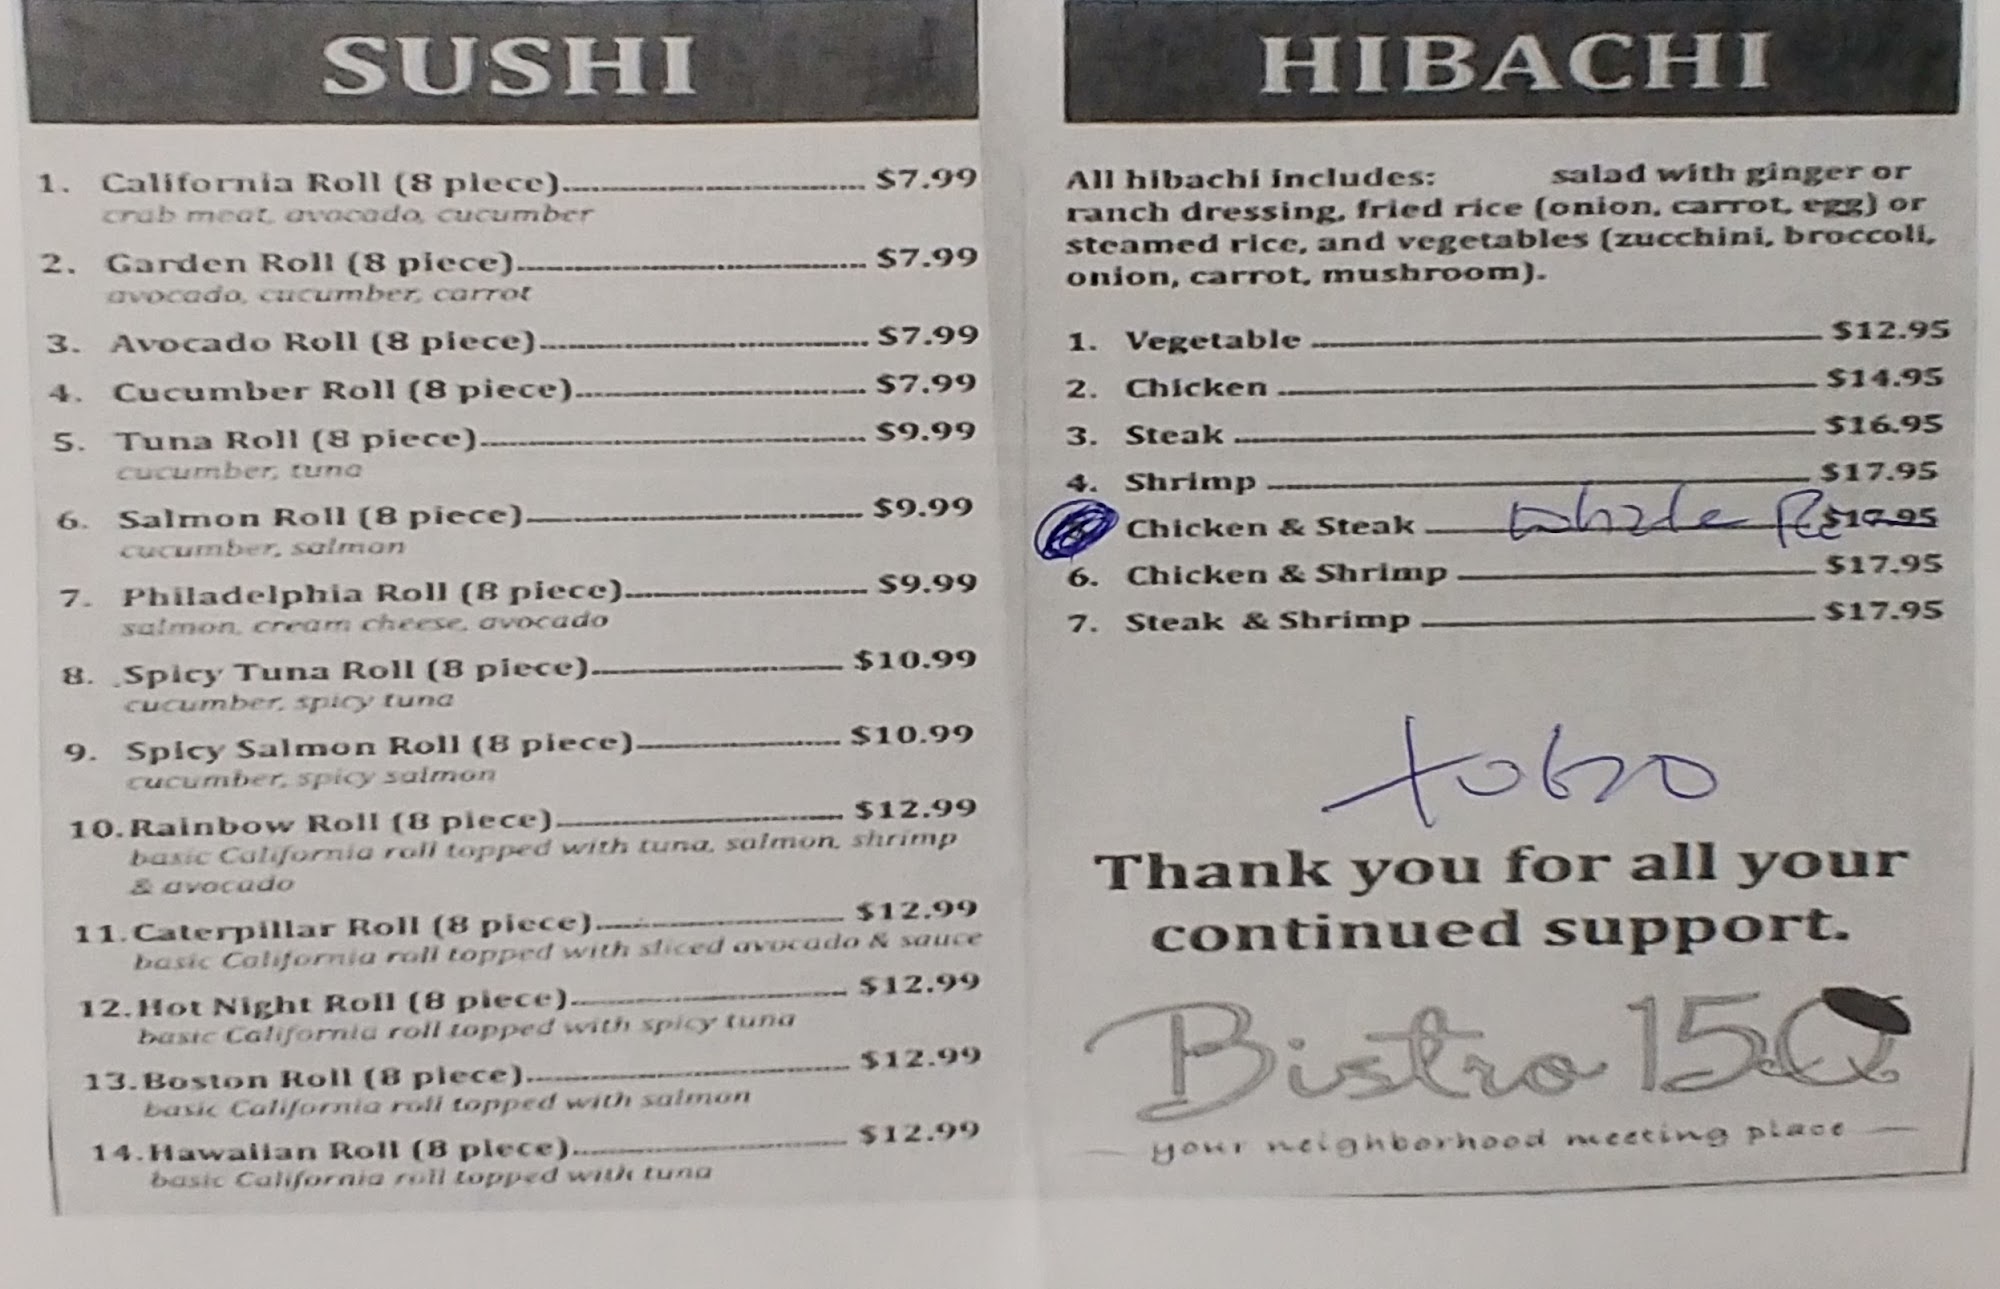 SUSHI
1. California Roll (8 piece) $7.99
crab meat, avocado, cucumber
2. Garden Roll (8 piece) $7.99
avocado, cucumber, carrot
3. Avocado Roll (8 piece) $7.99
4. Cucumber Roll (8 piece) $7.99
5. Tuna Roll (8 piece) $9.99
cucumber, tuna
6. Salmon Roll (8 piece) $9.99
cucumber, salmon
7. Philadelphia Roll (8 piece) $9.99
salmon, cream cheese, avocado
8. Spicy Tuna Roll (8 piece) $10.99
cucumber, spicy tuna
9. Spicy Salmon Roll (8 piece) $10.99
cucumber, spicy salmon
10. Rainbow Roll (8 piece) $12.99
basic California roll topped with tuna, salmon, shrimp
& avocado
11. Caterpillar Roll (8 piece) $12.99
basic California roll topped with sliced avocado & sauce
12. Hot Night Roll (8 piece) $12.99
basic California roll topped with spicy tuna
13. Boston Roll (8 piece) $12.99
basic California roll topped with salmon
14. Hawaiian Roll (8 piece) $12.99
basic California roll topped with tuna
HIBACHI
All hibachi includes: salad with ginger or
ranch dressing, fried rice (onion, carrot, egg) or
steamed rice, and vegetables (zucchini, broccoli,
onion, carrot, mushroom).
1. Vegetable $12.95
2. Chicken $14.95
3. Steak $16.95
4. Shrimp $17.95
Chicken & Steak $17.95
6. Chicken & Shrimp $17.95
7. Steak & Shrimp $17.95
Thank you for all your
continued support.
Bistro 150
your neighborhood meeting place